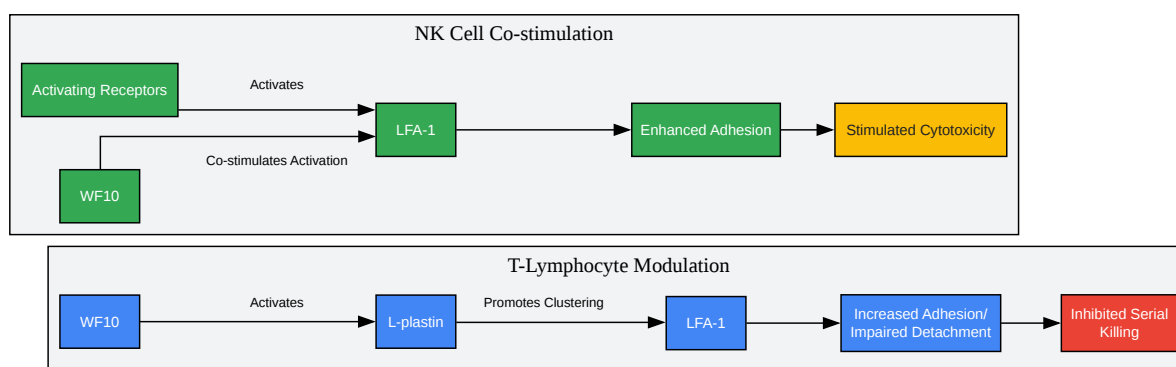 NK Cell Co-stimulation
Activating Receptors
Activates
LFA-1
Enhanced Adhesion
Stimulated Cytotoxicity
Co-stimulates Activation
WF10
T-Lymphocyte Modulation
WF10
Activates
L-plastin
Promotes Clustering
LFA-1
Increased Adhesion/
Impaired Detachment
Inhibited Serial
Killing